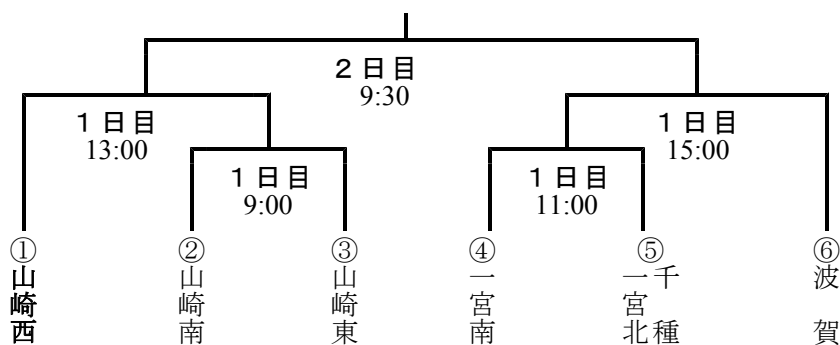 2日目
9:30
1日目
13:00
1日目
15:00
1日目
9:00
1日目
11:00
①山崎西
②山崎南
③山崎東
④一宮南
⑤千種
一宮北
⑥波賀